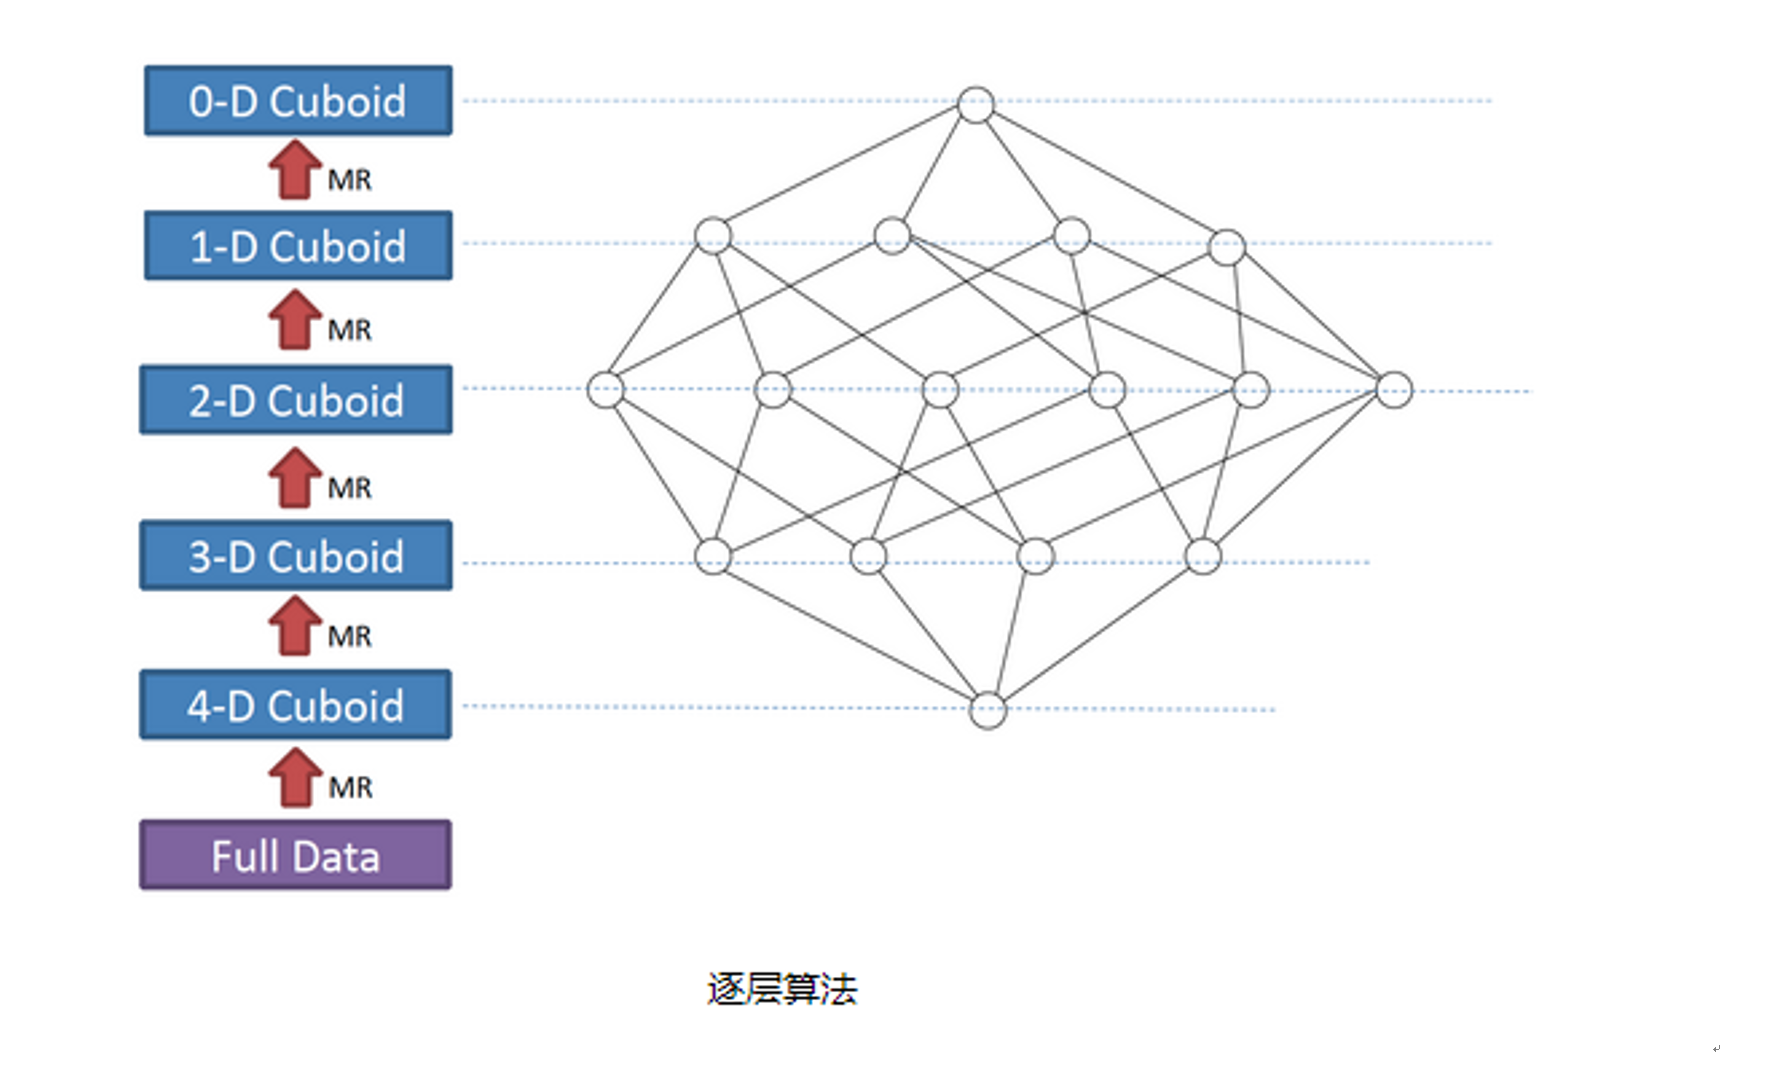 0-D Cuboid
MR
1-D Cuboid
MR
2-D Cuboid
MR
3-D Cuboid
MR
4-D Cuboid
MR
Full Data
逐层算法